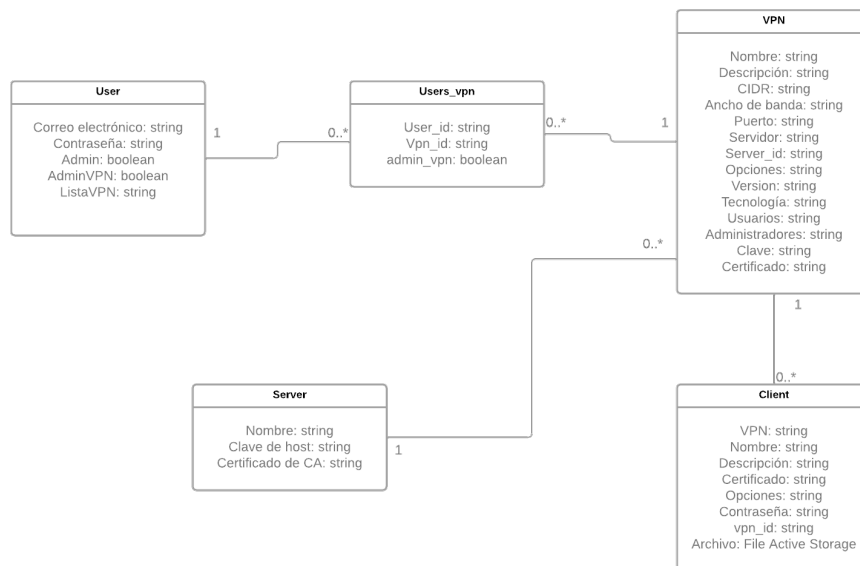 User
Correo electrónico: string
Contraseña: string
Admin: boolean
AdminVPN: boolean
ListaVPN: string
1
0..*
Users_vpn
User_id: string
Vpn_id: string
admin_vpn: boolean
0..*
1
VPN
Nombre: string
Descripción: string
CIDR: string
Ancho de banda: string
Puerto: string
Servidor: string
Server_id: string
Opciones: string
Version: string
Tecnología: string
Usuarios: string
Administradores: string
Clave: string
Certificado: string
0..*
1
0..*
Server
Nombre: string
Clave de host: string
Certificado de CA: string
1
Client
VPN: string
Nombre: string
Descripción: string
Certificado: string
Opciones: string
Contraseña: string
vpn_id: string
Archivo: File Active Storage